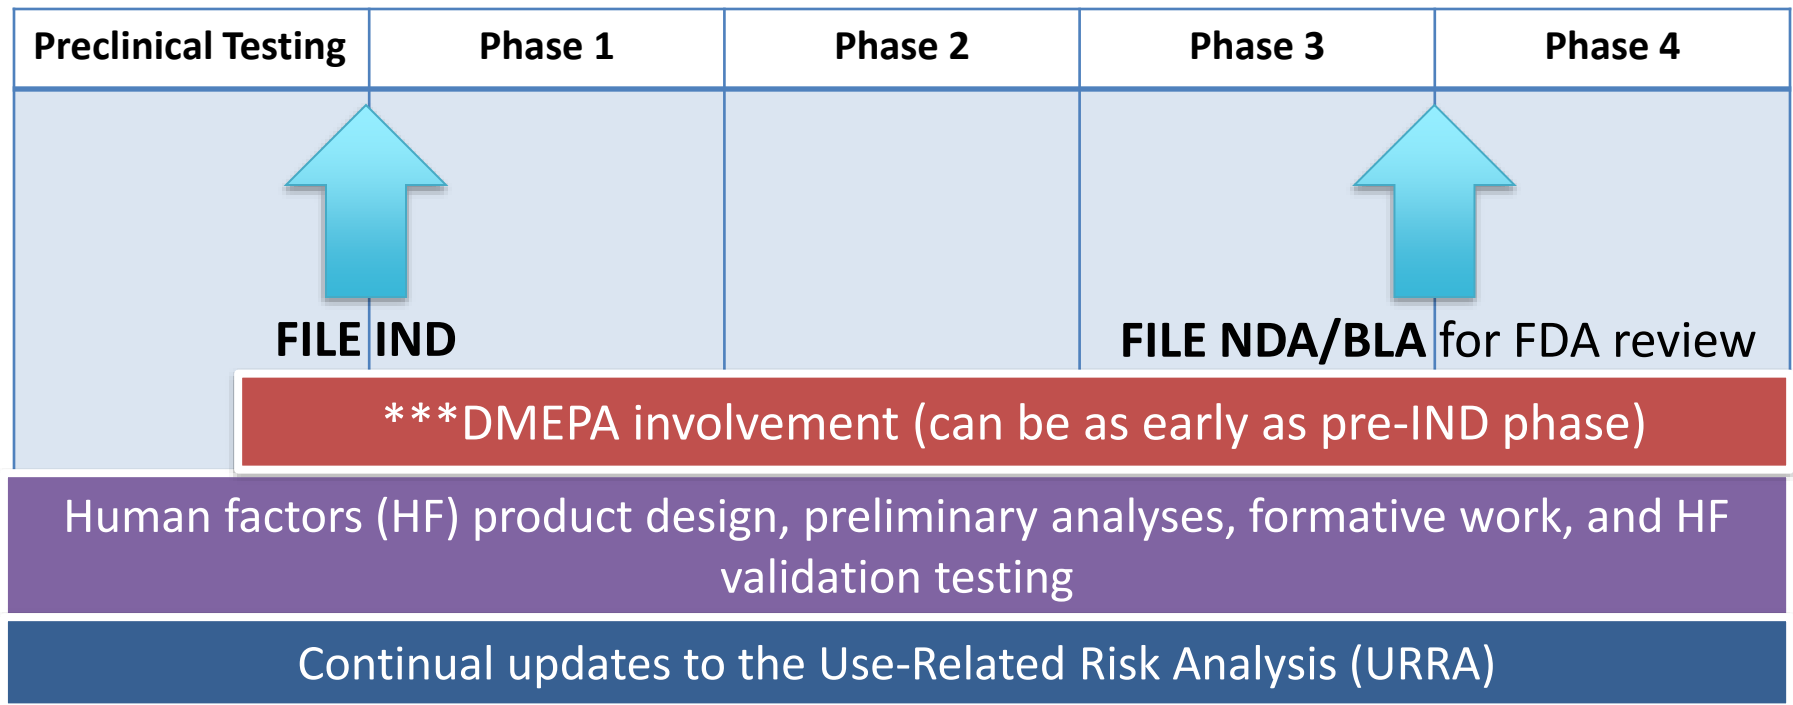 Preclinical Testing Phase 1 Phase 2 Phase 3 Phase 4
FILE IND FILE NDA/BLA for FDA review
***DMEPA involvement (can be as early as pre-IND phase)
Human factors (HF) product design, preliminary analyses, formative work, and HF
validation testing
Continual updates to the Use-Related Risk Analysis (URRA)